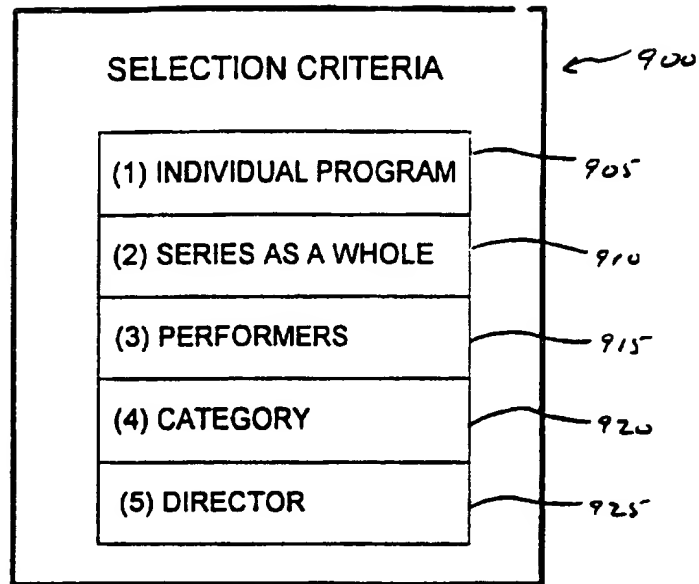 SELECTION CRITERIA
900
(1) INDIVIDUAL PROGRAM
905
(2) SERIES AS A WHOLE
910
(3) PERFORMERS
915
(4) CATEGORY
920
(5) DIRECTOR
925